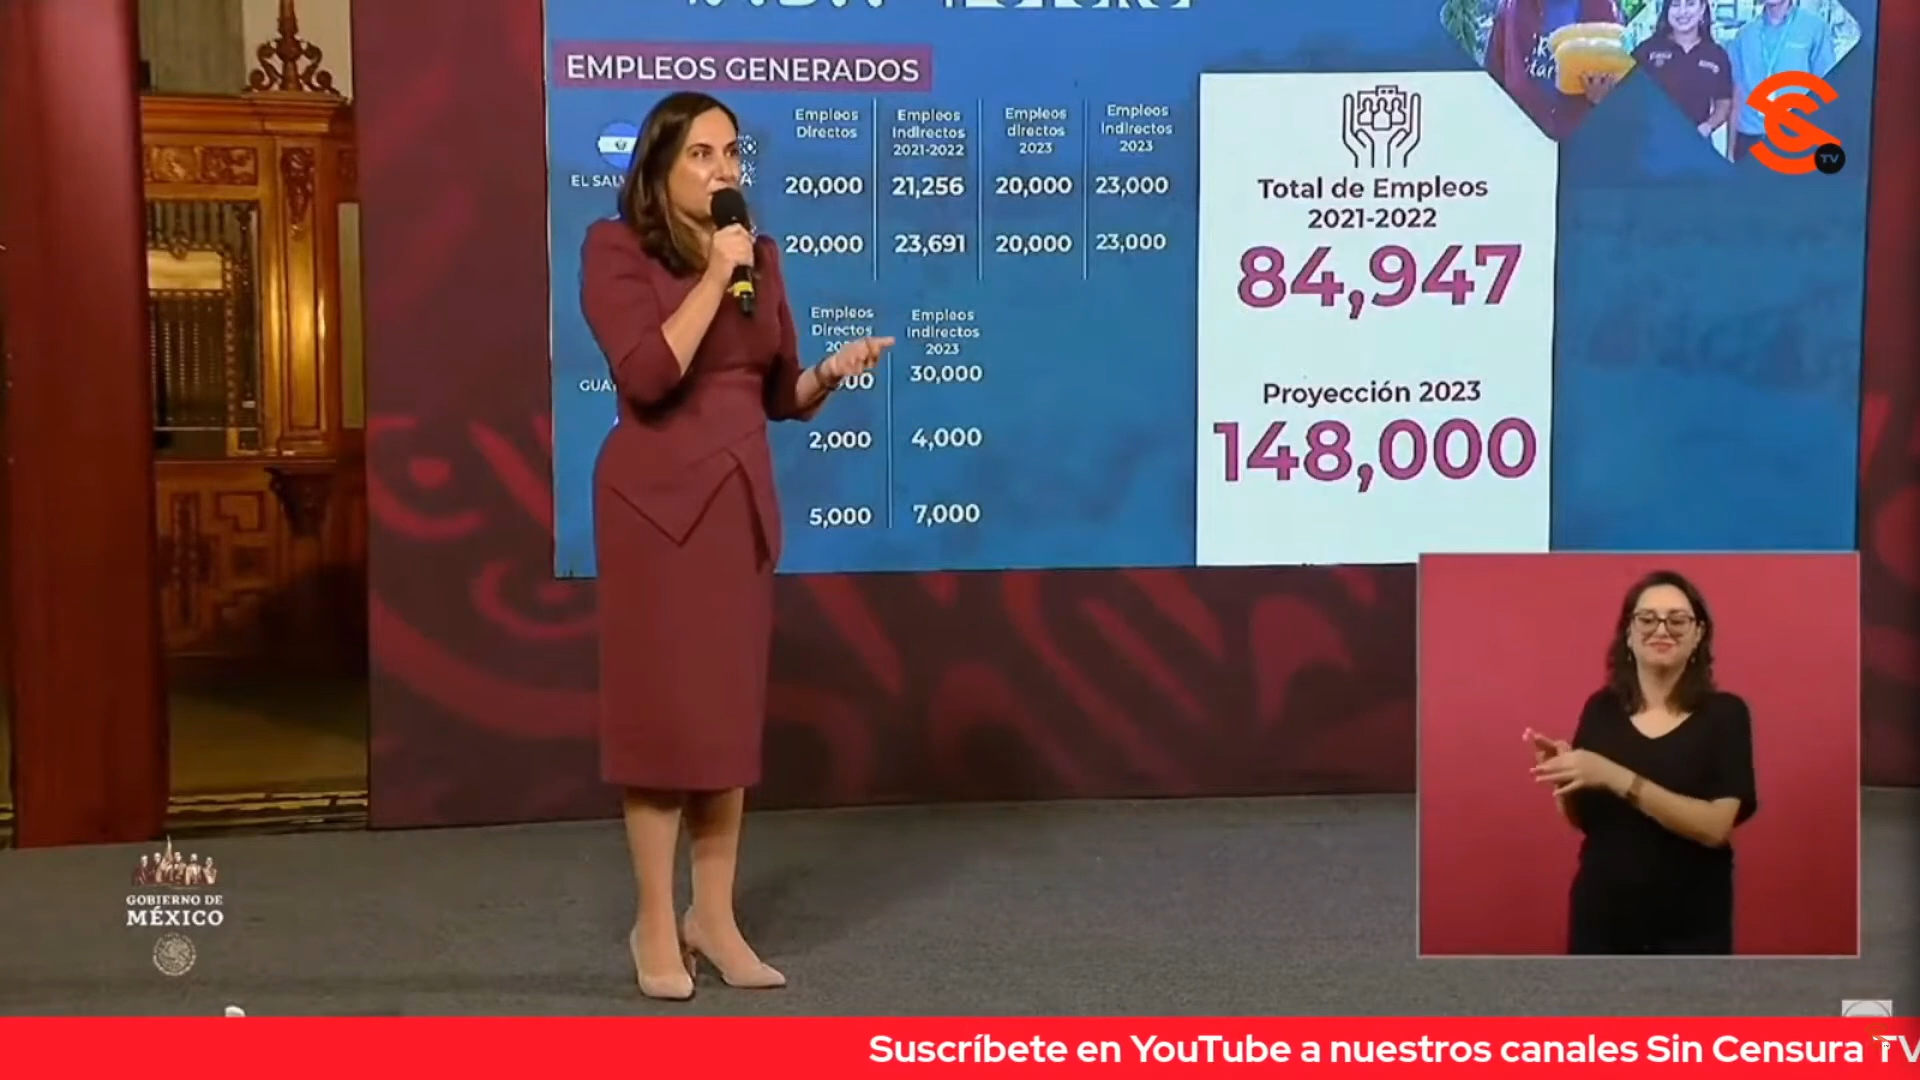 EMPLEOS GENERADOS
Empleos
Directos
Empleos
Indirectos
2021-2022
Empleos
directos
2023
Empleos
Indirectos
2023
EL SAL
20,000
21,256
20,000
23,000
20,000
23,691
20,000
23,000
Empleos
Directos
Empleos
Indirectos
2023
GUA
30,000
2,000
4,000
5,000
7,000
Total de Empleos
2021-2022
84,947
Proyección 2023
148,000
TV
GOBIERNO DE
MÉXICO
Suscríbete en YouTube a nuestros canales Sin Censura TV